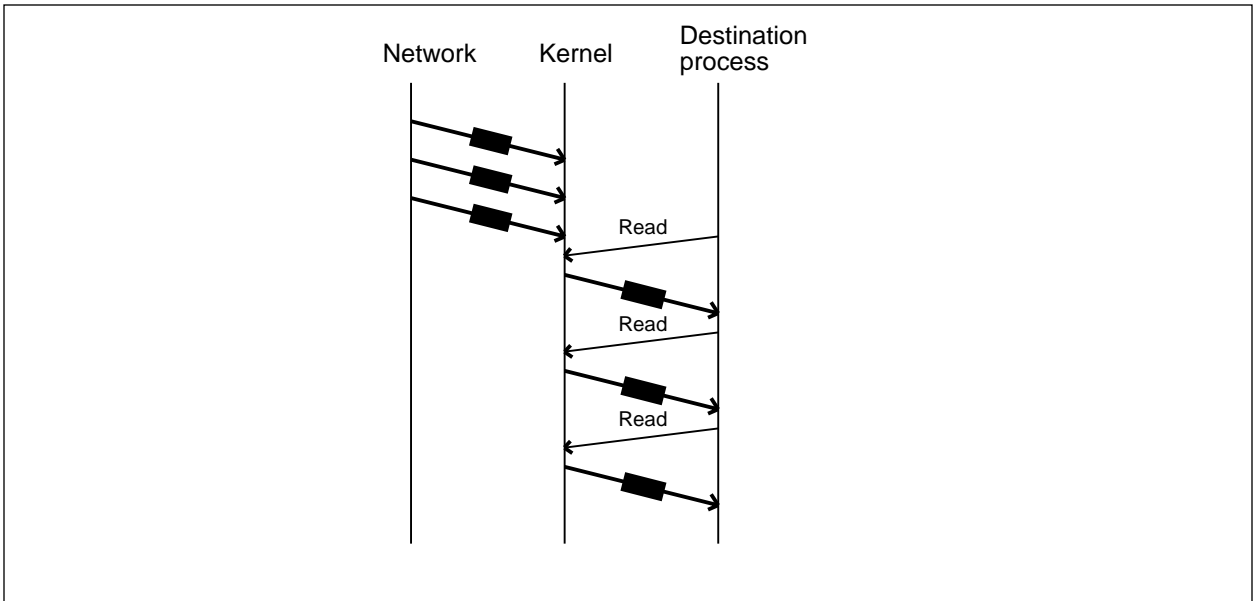 Network
Kernel
Destination
process
Read
Read
Read